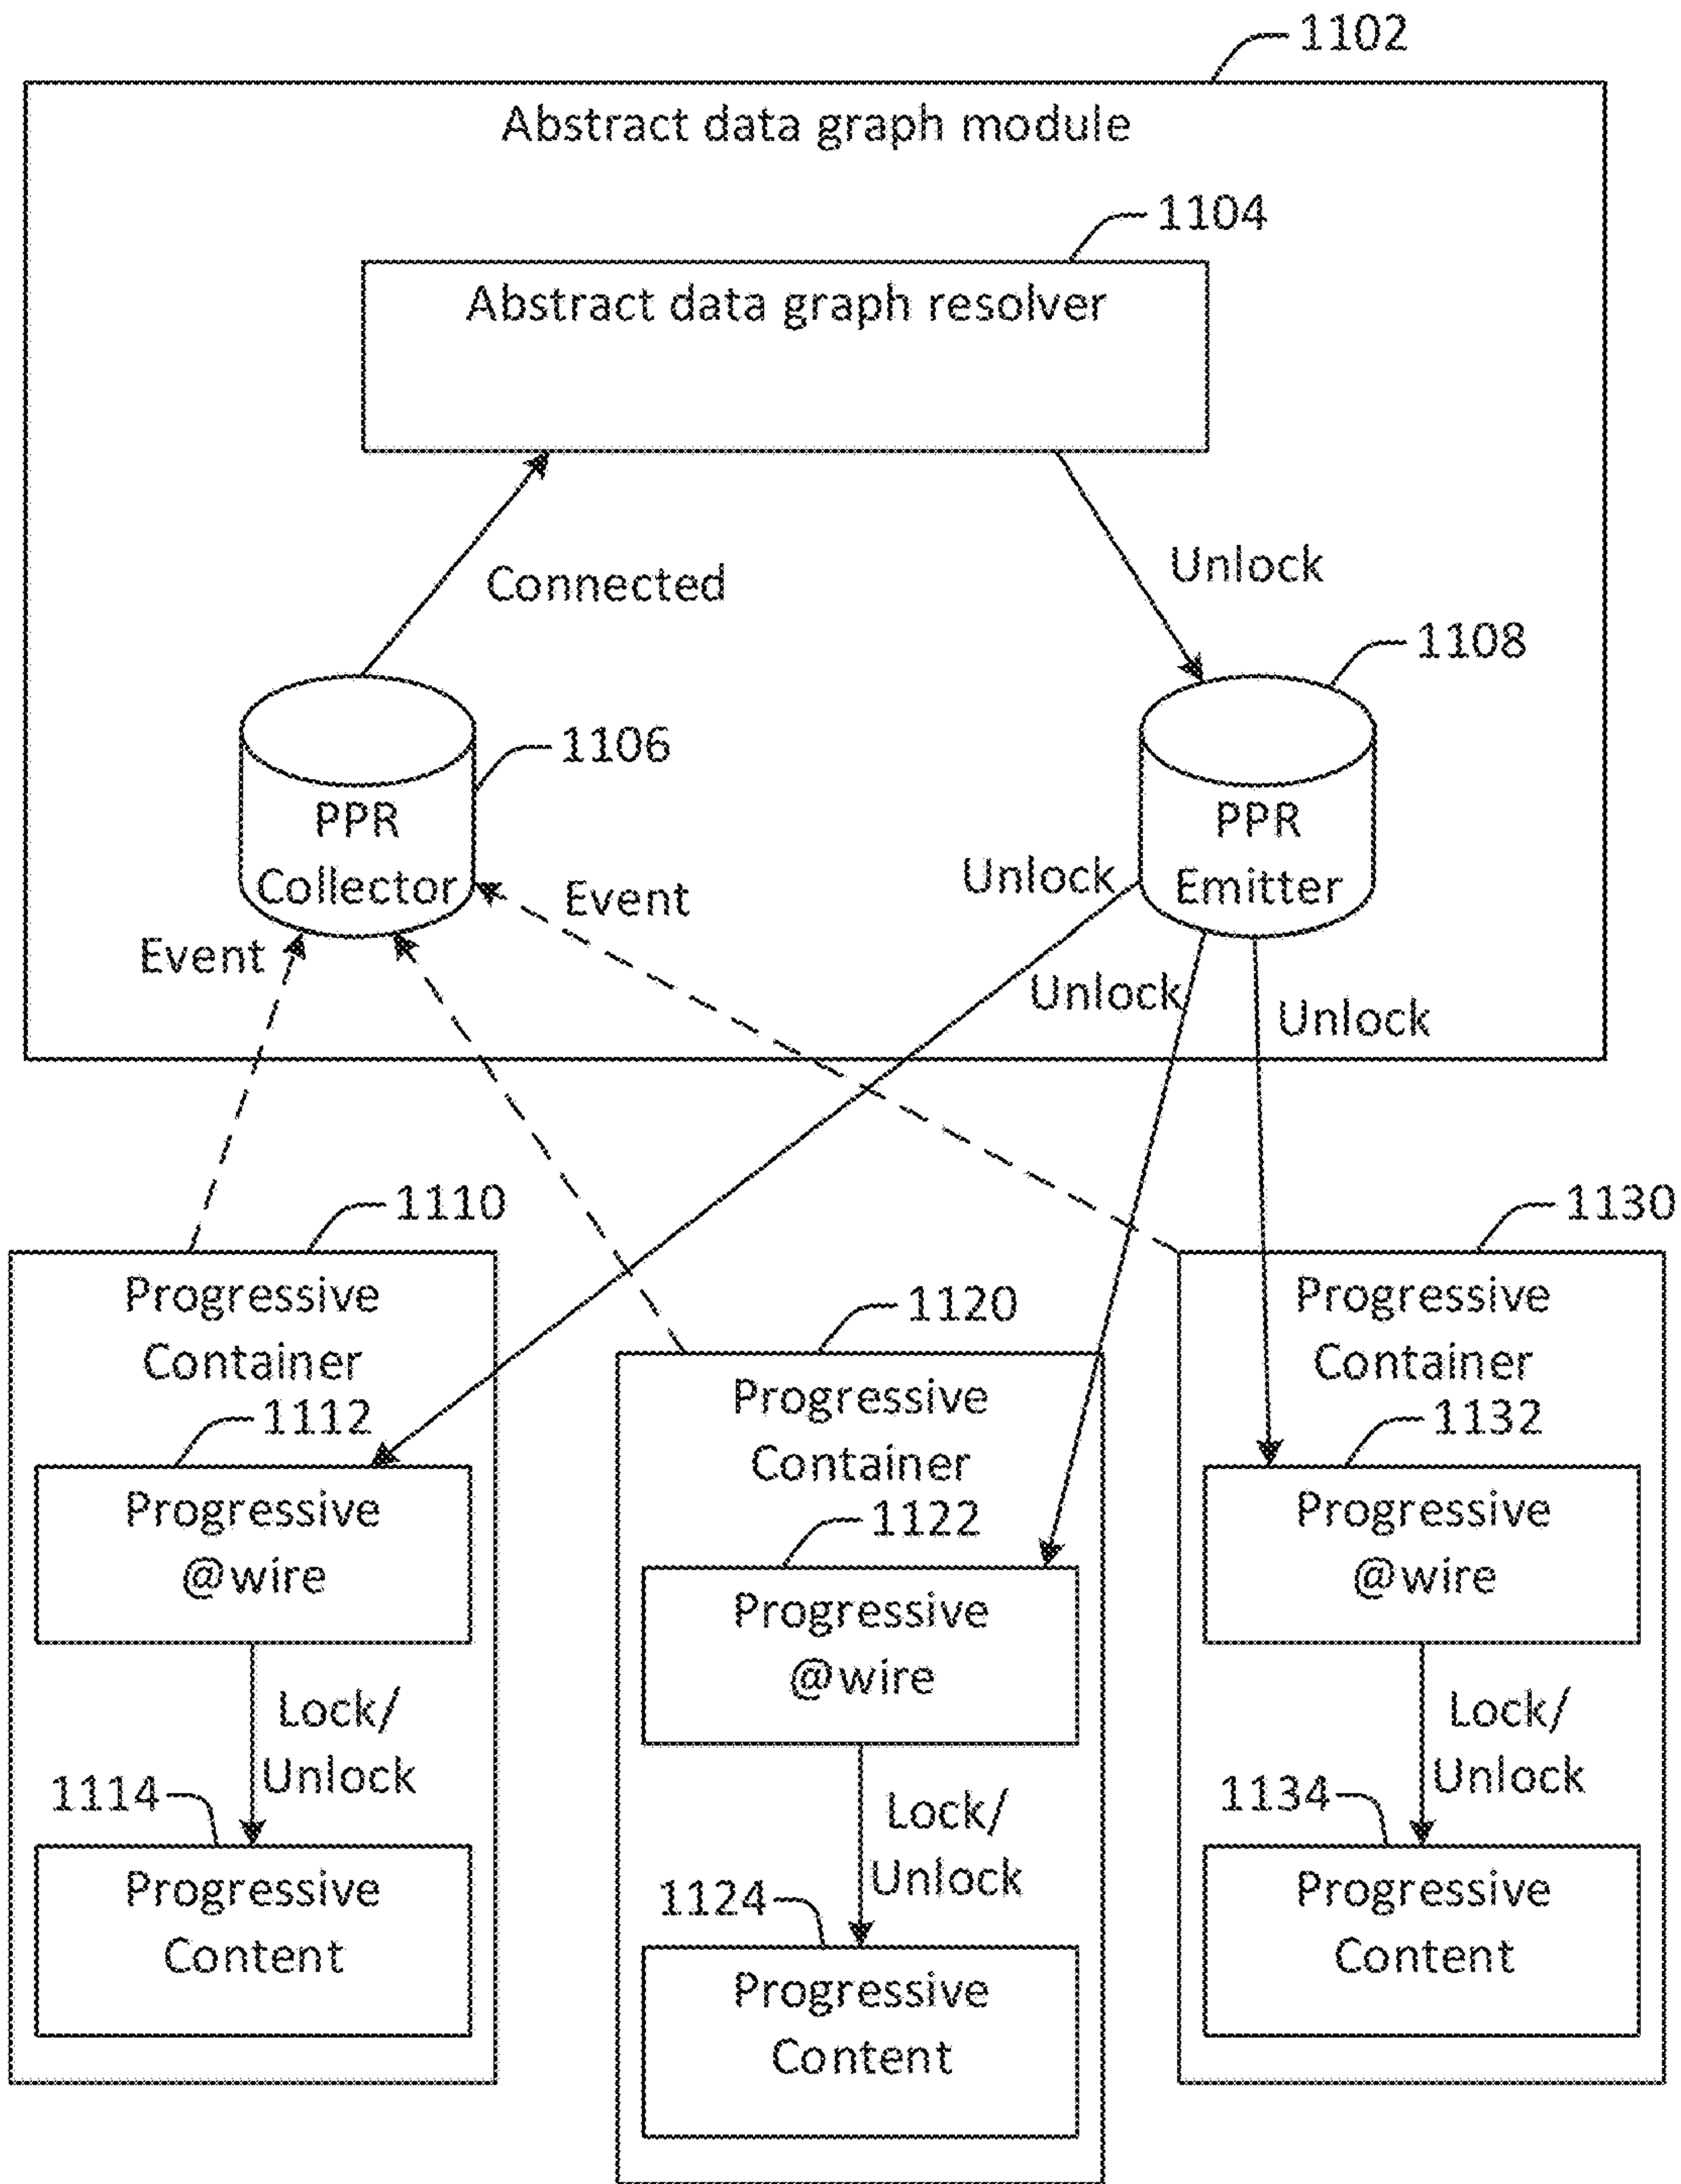 1102
Abstract data graph module
1104
Abstract data graph resolver
Connected
Unlock
1106
1108
PPR
Collector
PPR
Emitter
Event
Event
Unlock
Unlock
Unlock
1110
Progressive
Container
1112
Progressive
@wire
Lock/
Unlock
1114
Progressive
Content
1120
Progressive
Container
1122
Progressive
@wire
Lock/
Unlock
1124
Progressive
Content
1130
Progressive
Container
1132
Progressive
@wire
Lock/
Unlock
1134
Progressive
Content